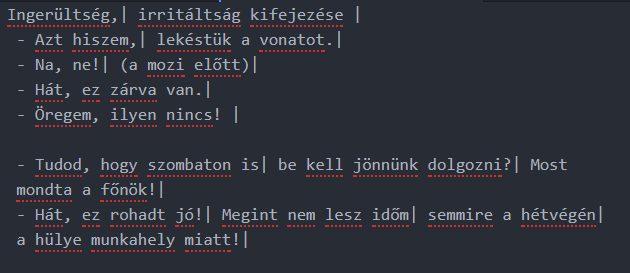 Ingerültség,| irritáltság kifejezése |
- Azt hiszem,| lekéstük a vonatot.|
- Na, ne!| (a mozi előtt)|
- Hát, ez zárva van.|
- Öregem, ilyen nincs! |
- Tudod, hogy szombaton is| be kell jönnünk dolgozni?| Most
mondta a főnök!|
- Hát, ez rohadt jó!| Megint nem lesz időm| semmire a hétvégén|
a hülye munkahely miatt!|